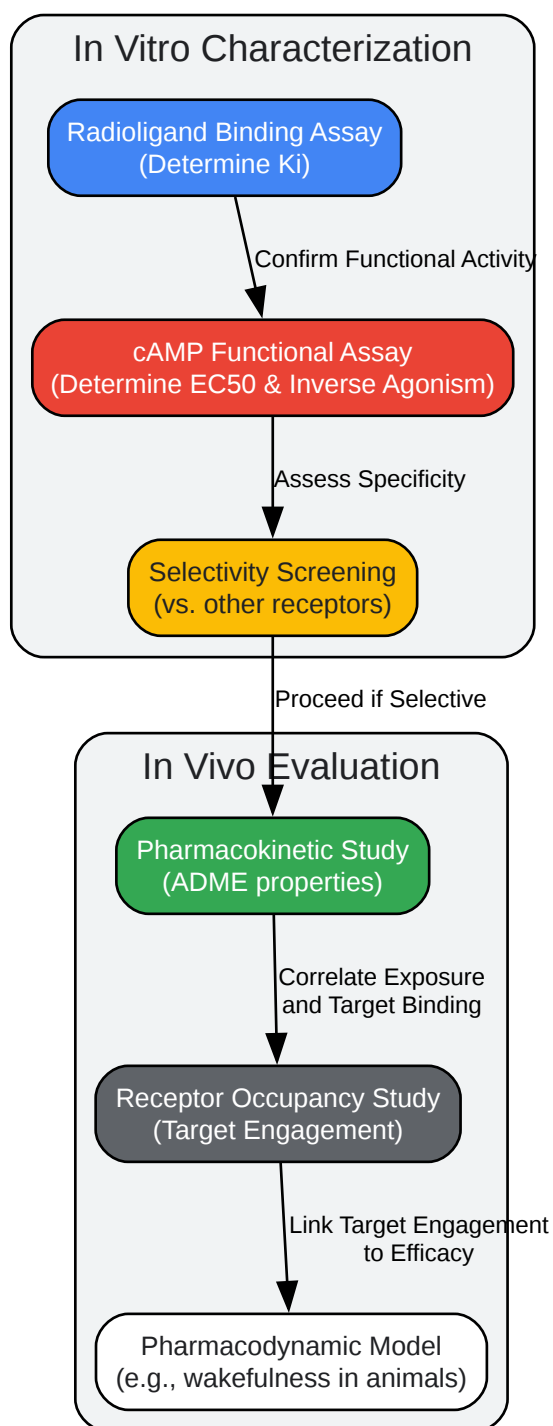 In Vitro Characterization
Radioligand Binding Assay
(Determine Ki)
Confirm Functional Activity
cAMP Functional Assay
(Determine EC50 & Inverse Agonism)
Assess Specificity
Selectivity Screening
(vs. other receptors)
Proceed if Selective
In Vivo Evaluation
Pharmacokinetic Study
(ADME properties)
Correlate Exposure
and Target Binding
Receptor Occupancy Study
(Target Engagement)
Link Target Engagement
to Efficacy
Pharmacodynamic Model
(e.g., wakefulness in animals)